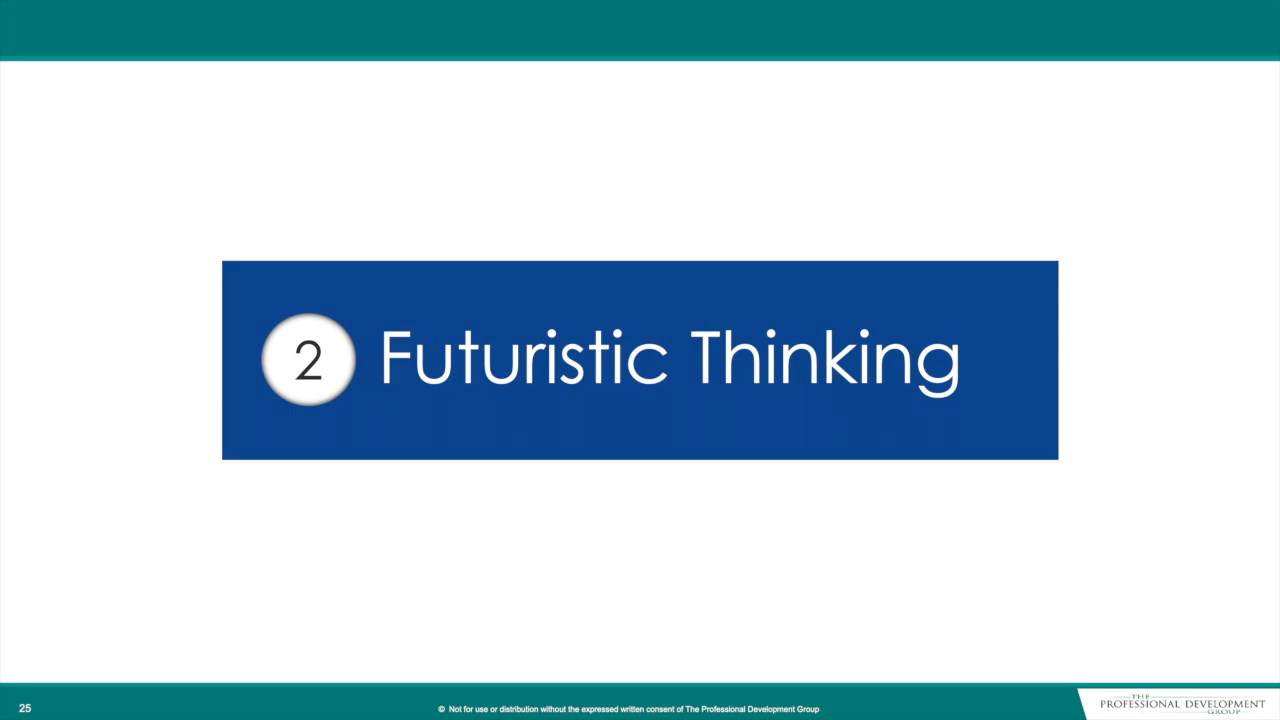 2 Futuristic Thinking
25
© Not for use or distribution without the expressed written consent of The Professional Development Group
THE
PROFESSIONAL DEVELOPMENT
GROUP